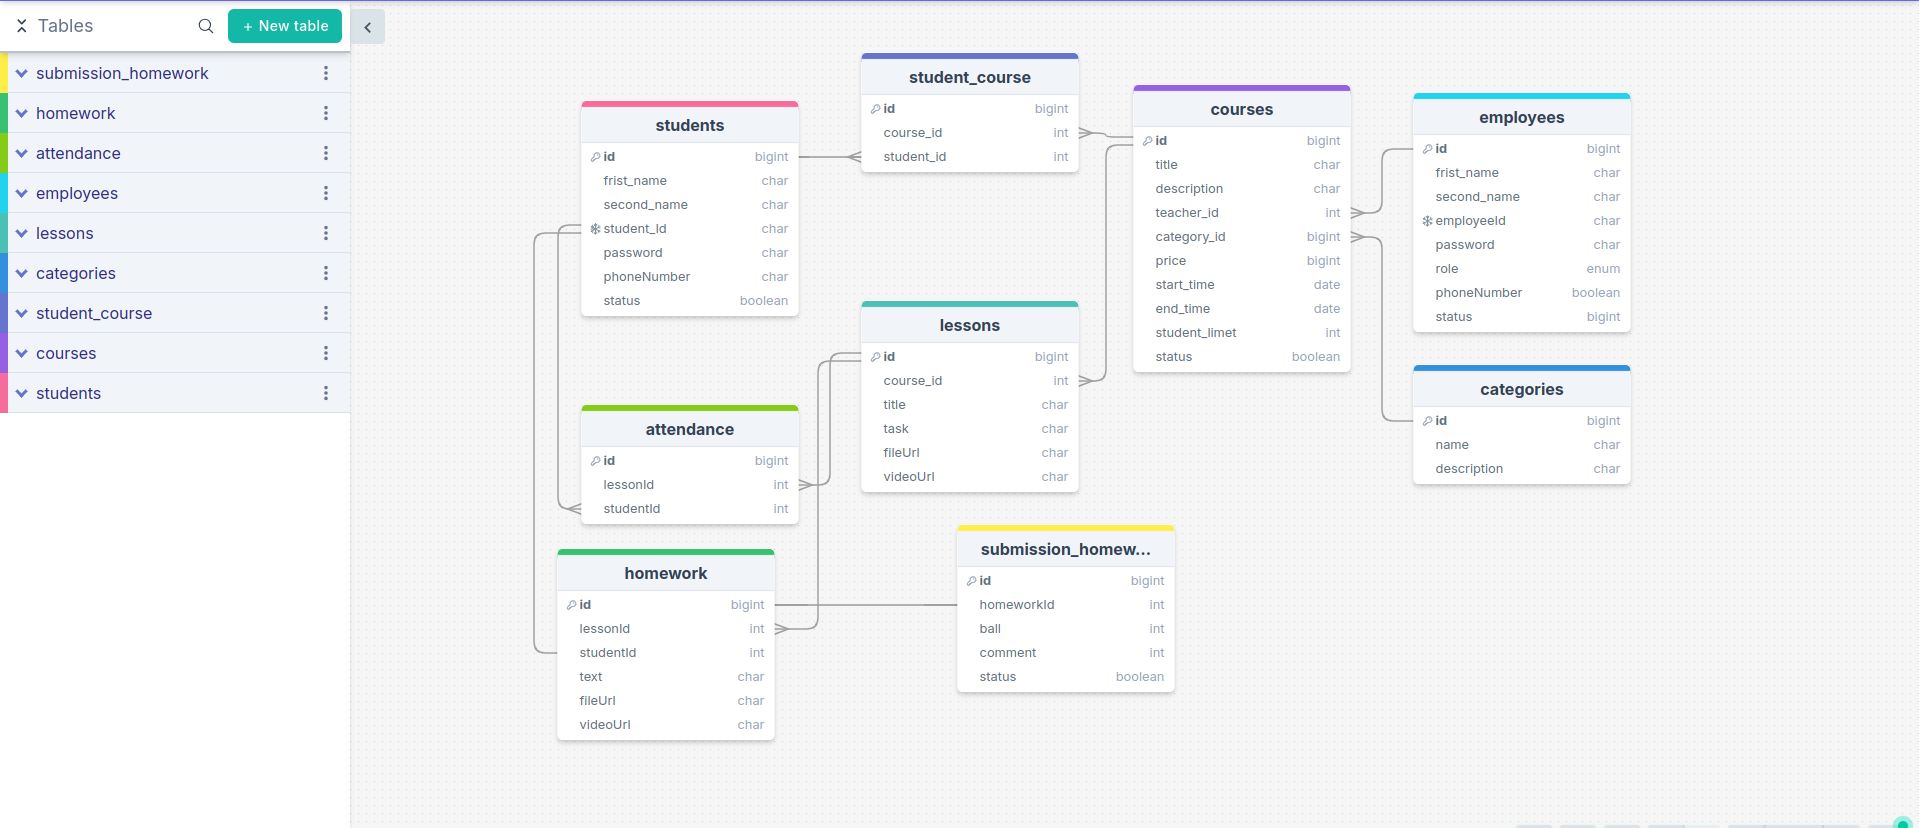 Tables
+ New table
submission_homework
homework
attendance
employees
lessons
categories
student_course
courses
students
student_course
id bigint
course_id int
student_id int
students
id bigint
frist_name char
second_name char
student_Id char
password char
phoneNumber char
status boolean
courses
id bigint
title char
description char
teacher_id int
category_id bigint
price bigint
start_time date
end_time date
student_limet int
status boolean
employees
id bigint
frist_name char
second_name char
employeeId char
password char
role enum
phoneNumber boolean
status bigint
lessons
id bigint
course_id int
title char
task char
fileUrl char
videoUrl char
categories
id bigint
name char
description char
attendance
id bigint
lessonId int
studentId int
homework
id bigint
lessonId int
studentId int
text char
fileUrl char
videoUrl char
submission_homew...
id bigint
homeworkId int
ball int
comment int
status boolean